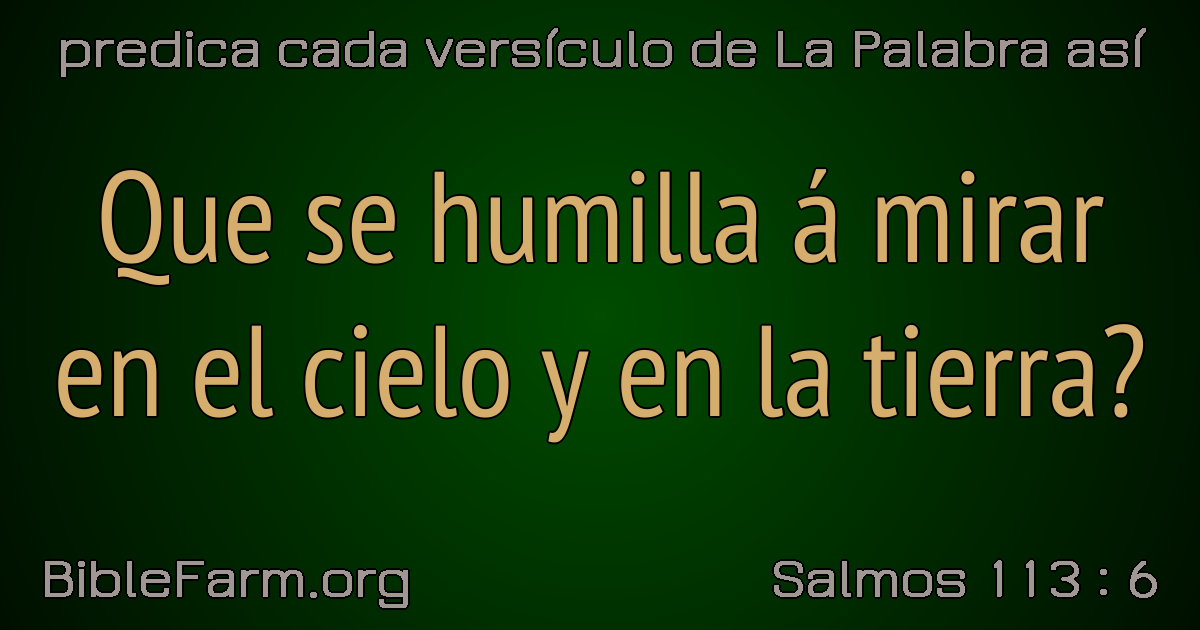 predica cada versículo de La Palabra así
Que se humilla á mirar
en el cielo y en la tierra?
BibleFarm.org
Salmos 113 : 6